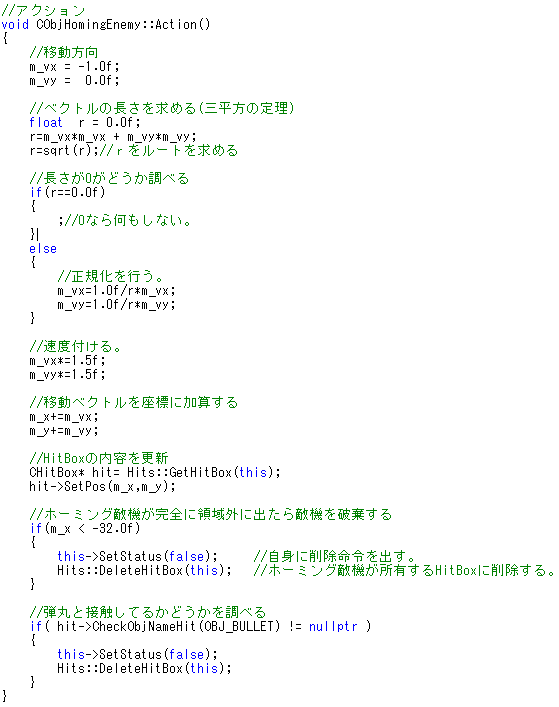 //アクション
void CObjHomingEnemy::Action()
{
//移動方向
m_vx = -1.0f;
m_vy =  0.0f;
//ベクトルの長さを求める(三平方の定理)
float  r = 0.0f;
r=m_vx*m_vx + m_vy*m_vy;
r=sqrt(r);//ｒをルートを求める
//長さが0がどうか調べる
if(r==0.0f)
{
;//0なら何もしない。
}
else
{
//正規化を行う。
m_vx=1.0f/r*m_vx;
m_vy=1.0f/r*m_vy;
}
//速度付ける。
m_vx*=1.5f;
m_vy*=1.5f;
//移動ベクトルを座標に加算する
m_x+=m_vx;
m_y+=m_vy;
//HitBoxの内容を更新
CHitBox* hit= Hits::GetHitBox(this);
hit->SetPos(m_x,m_y);
//ホーミング敵機が完全に領域外に出たら敵機を破棄する
if(m_x < -32.0f)
{
this->SetStatus(false);    //自身に削除命令を出す。
Hits::DeleteHitBox(this);  //ホーミング敵機が所有するHitBoxに削除する。
}
//弾丸と接触してるかどうかを調べる
if( hit->CheckObjNameHit(OBJ_BULLET) != nullptr )
{
this->SetStatus(false);
Hits::DeleteHitBox(this);
}
}